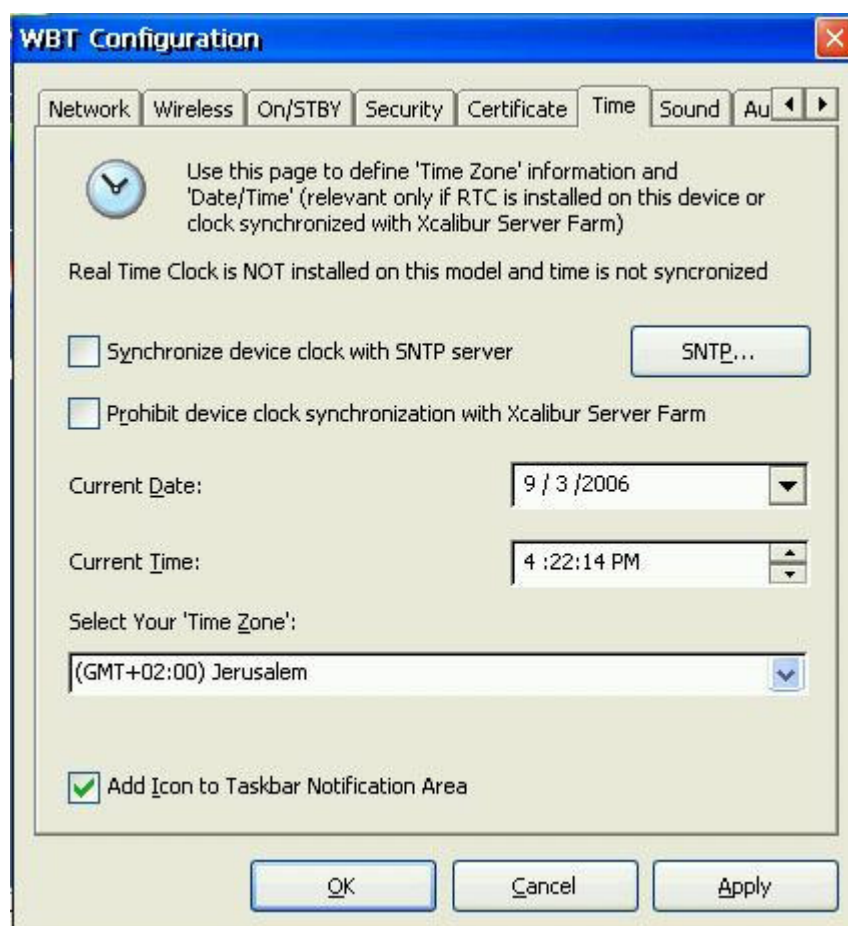 WBT Configuration
Network Wireless On/STBY Security Certificate Time Sound Au
Use this page to define 'Time Zone' information and
'Date/Time' (relevant only if RTC is installed on this device or
clock synchronized with Xcalibur Server Farm)
Real Time Clock is NOT installed on this model and time is not syncronized
Synchronize device clock with SNTP server
SNTP...
Prohibit device clock synchronization with Xcalibur Server Farm
Current Date:
9 / 3 /2006
Current Time:
4 :22:14 PM
Select Your 'Time Zone':
(GMT+02:00) Jerusalem
Add Icon to Taskbar Notification Area
OK Cancel Apply